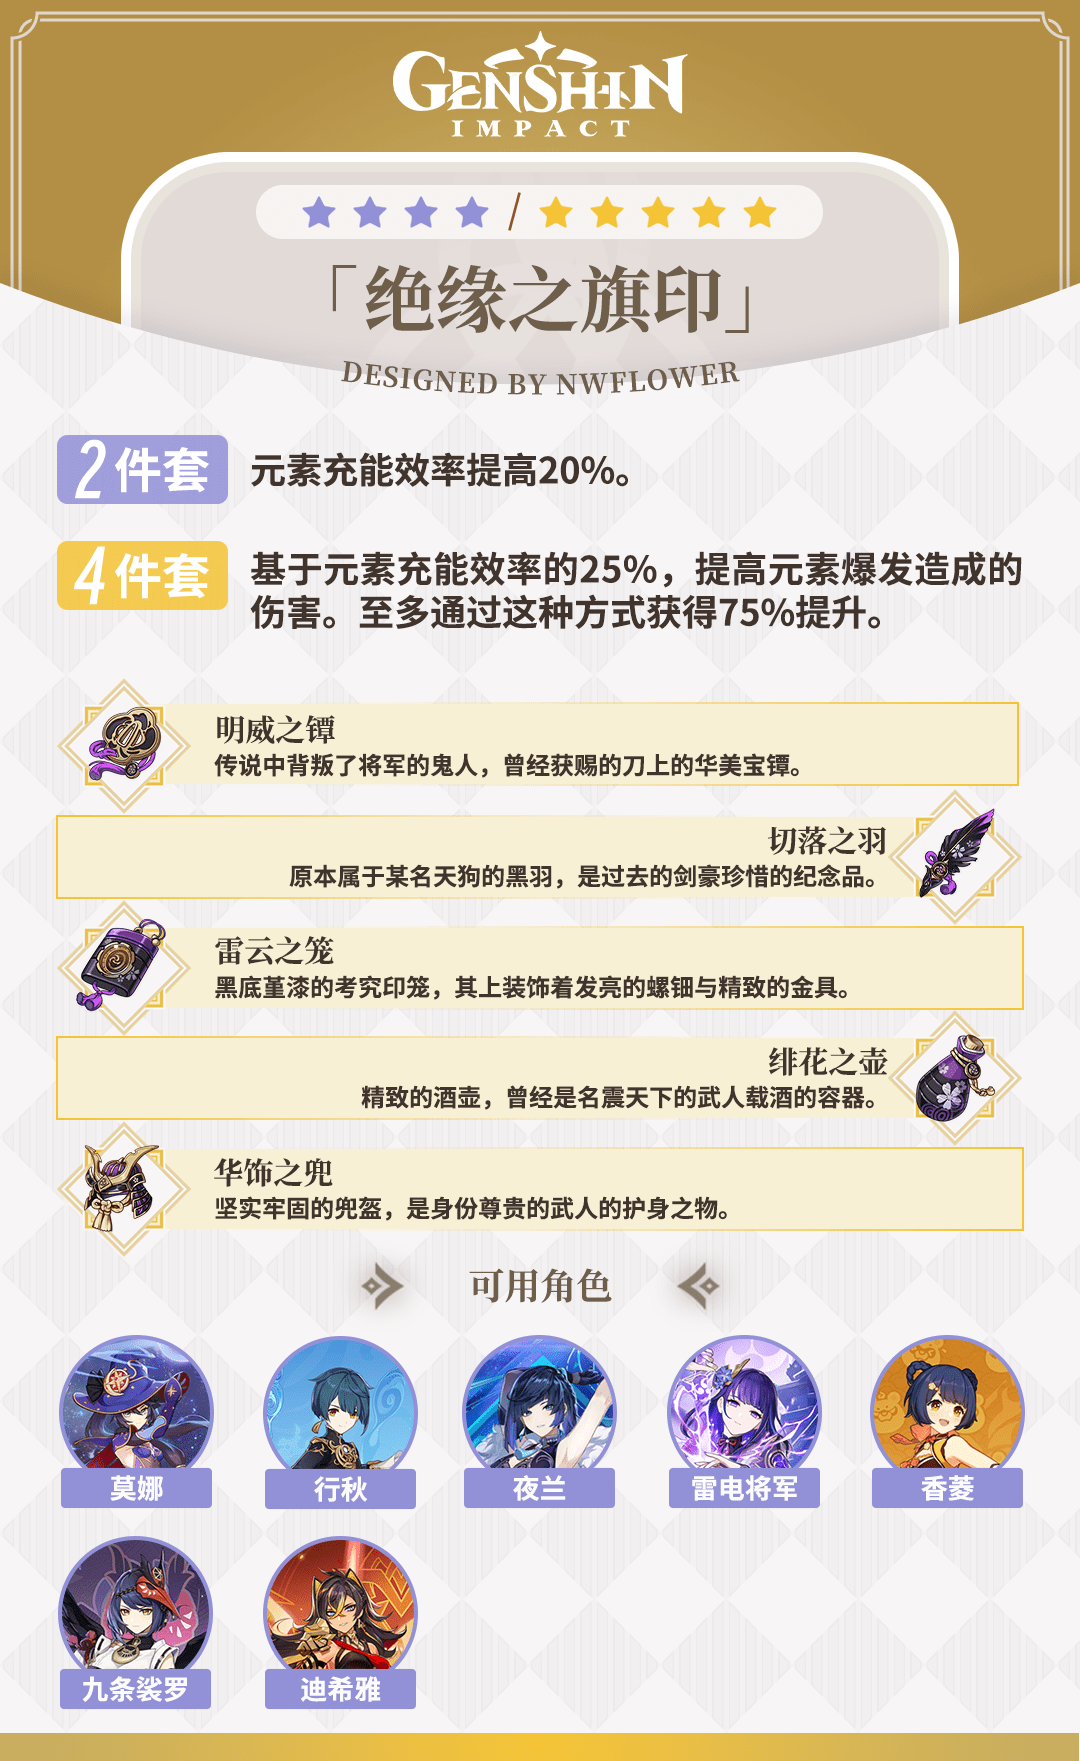 GENSHIN
IMPACT
「绝缘之旗印」
DESIGNED BY NWFLOWER
2件套
元素充能效率提高20%。
4件套
基于元素充能效率的25%，提高元素爆发造成的
伤害。至多通过这种方式获得75%提升。
明威之镡
传说中背叛了将军的鬼人，曾经获赐的刀上的华美宝镡。
切落之羽
原本属于某名天狗的黑羽，是过去的剑豪珍惜的纪念品。
雷云之笼
黑底堇漆的考究印笼，其上装饰着发亮的螺钿与精致的金具。
绯花之壶
精致的酒壶，曾经是名震天下的武人载酒的容器。
华饰之兜
坚实牢固的兜盔，是身份尊贵的武人的护身之物。
可用角色
莫娜
行秋
夜兰
雷电将军
香菱
九条裟罗
迪希雅